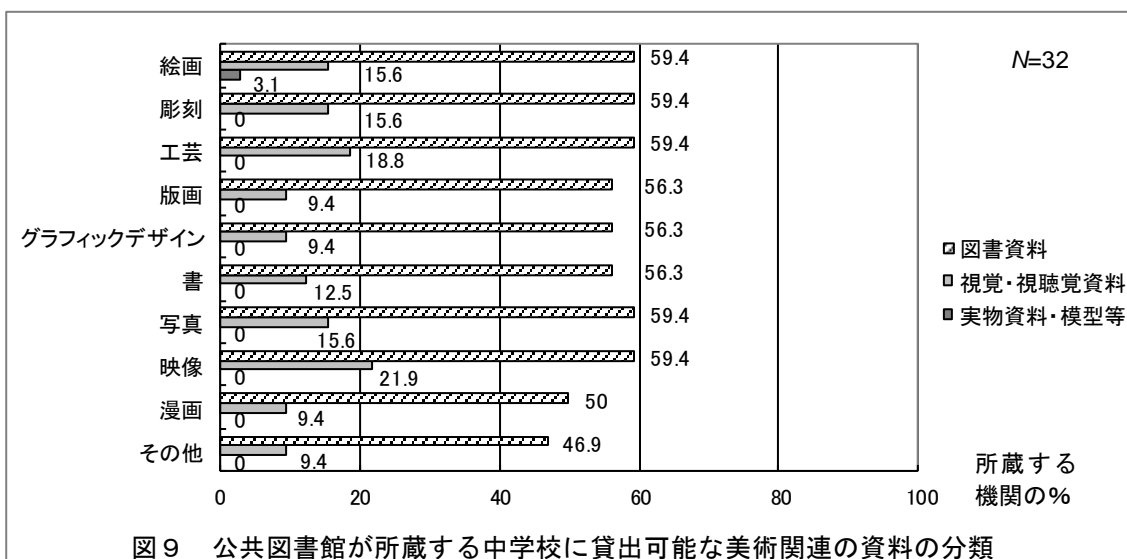 N=32
絵画
59.4
15.6
3.1
彫刻
59.4
15.6
0
工芸
59.4
18.8
0
版画
56.3
9.4
0
グラフィックデザイン
56.3
9.4
0
書
56.3
12.5
0
写真
59.4
15.6
0
映像
59.4
21.9
0
漫画
50
9.4
0
その他
46.9
9.4
0
図書資料
視覚・視聴覚資料
実物資料・模型等
0 20 40 60 80 100
所蔵する
機関の%
図9 公共図書館が所蔵する中学校に貸出可能な美術関連の資料の分類